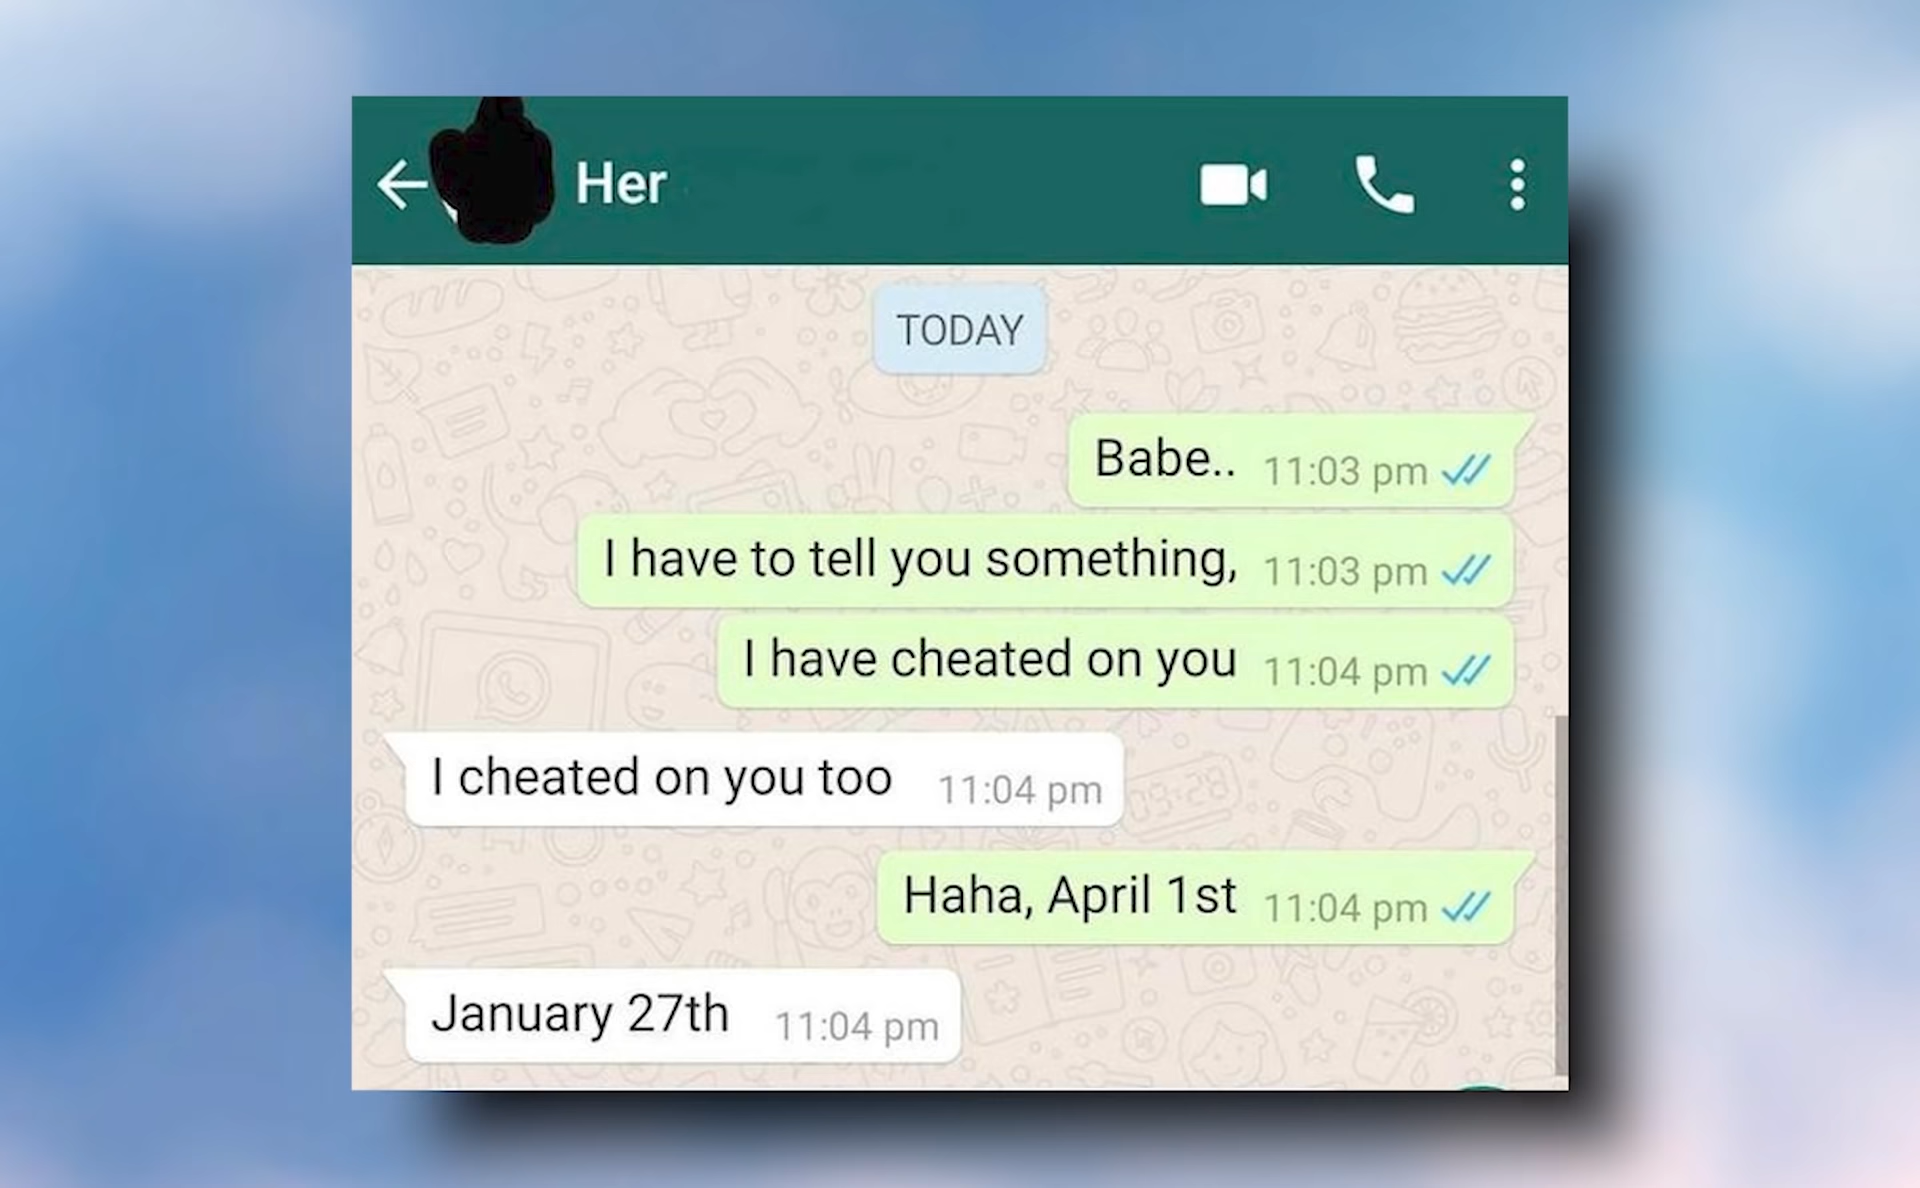 Her
TODAY
Babe.. 11:03 pm
I have to tell you something, 11:03 pm
I have cheated on you 11:04 pm
I cheated on you too 11:04 pm
Haha, April 1st 11:04 pm
January 27th 11:04 pm